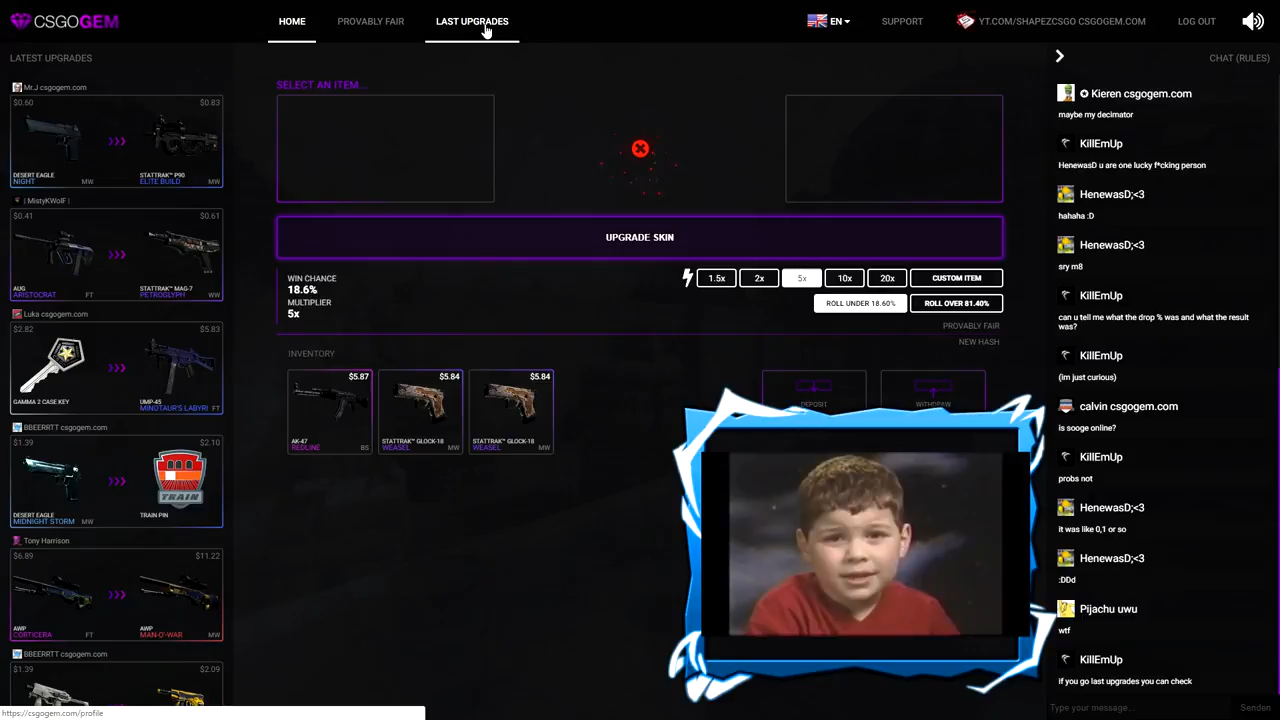 CSGOGEM
HOME
PROVABLY FAIR
LAST UPGRADES
EN
SUPPORT
YT.COM/SHAPEZCSGO CSGOGEM.COM
LOG OUT
LATEST UPGRADES
Mr.J csgogem.com
$0.60 $0.83
DESERT EAGLE
NIGHT MW
STATTRAK™ P90
ELITE BUILD MW
| MistyKWolF |
$0.41 $0.61
AUG
ARISTOCRAT FT
STATTRAK™ MAG-7
PETROGLYPH WW
Luka csgogem.com
$2.82 $5.83
GAMMA 2 CASE KEY
UMP-45
MINOTAUR'S LABYRI FT
BBEERRTT csgogem.com
$1.39 $2.10
DESERT EAGLE
MIDNIGHT STORM MW
TRAIN
TRAIN PIN
Tony Harrison
$6.89 $11.22
AWP
CORTICERA FT
AWP
MAN-O'-WAR MW
BBEERRTT csgogem.com
$1.39 $2.09
SELECT AN ITEM...
UPGRADE SKIN
WIN CHANCE
18.6%
MULTIPLIER
5x
1.5x 2x 5x 10x 20x CUSTOM ITEM
ROLL UNDER 18.60% ROLL OVER 81.40%
PROVABLY FAIR
NEW HASH
INVENTORY
$5.87
AK-47
REDLINE BS
$5.84
STATTRAK™ GLOCK-18
WEASEL MW
$5.84
STATTRAK™ GLOCK-18
WEASEL MW
DEPOSIT
WITHDRAW
CHAT (RULES)
Kieren csgogem.com
maybe my decimator
KillEmUp
HenewasD u are one lucky f*cking person
HenewasD;<3
hahaha :D
HenewasD;<3
sry m8
KillEmUp
can u tell me what the drop % was and what the result
was?
KillEmUp
(im just curious)
calvin csgogem.com
is sooge online?
KillEmUp
probs not
HenewasD;<3
it was like 0,1 or so
HenewasD;<3
:DDd
Pijachu uwu
wtf
KillEmUp
if you go last upgrades you can check
Type your message...
Senden
https://csgogem.com/profile